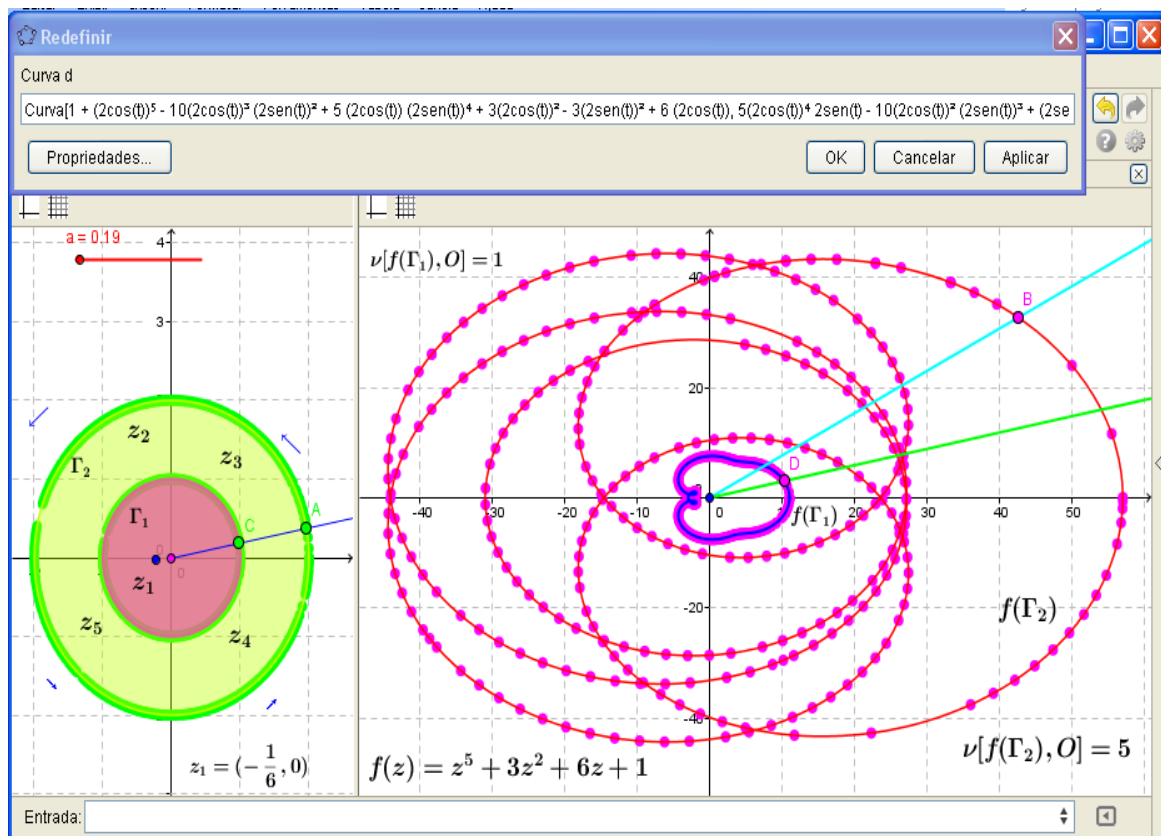 Redefinir
Curva d
Curva[1 + (2cos(t))⁵ - 10(2cos(t))³ (2sen(t))² + 5 (2cos(t)) (2sen(t))⁴ + 3(2cos(t))² - 3(2sen(t))² + 6 (2cos(t)), 5(2cos(t))⁴ 2sen(t) - 10(2cos(t))² (2sen(t))³ + (2se
Propriedades...
OK
Cancelar
Aplicar
a = 0.19
4
3
z₂
z₃
Γ₂
Γ₁
C
A
0
z₁
z₅
z₄
z₁ = (-1/6, 0)
ν[f(Γ₁), O] = 1
40
B
20
D
-40
-30
-20
-10
0
10
20
30
40
50
f(Γ₁)
-20
f(Γ₂)
-40
ν[f(Γ₂), O] = 5
f(z) = z⁵ + 3z² + 6z + 1
Entrada: